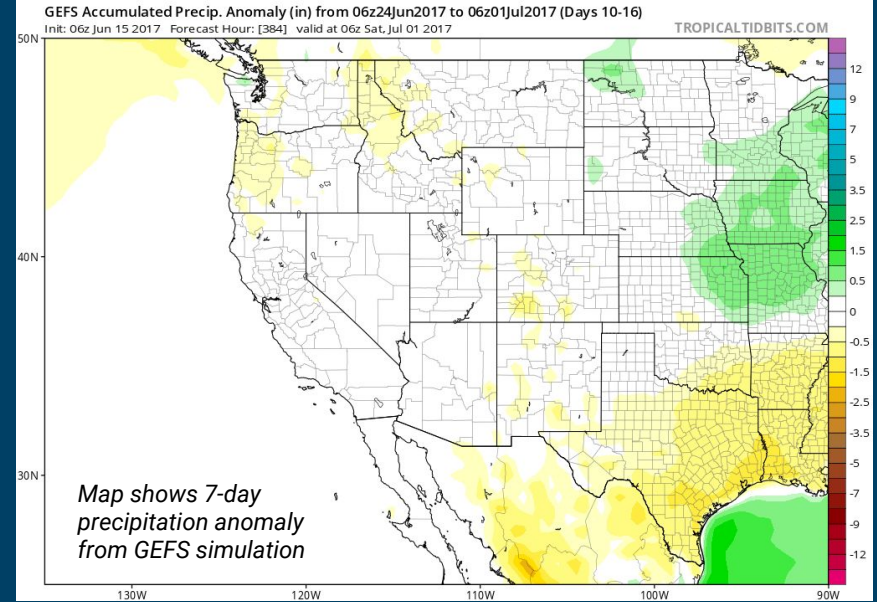 GEFS Accumulated Precip. Anomaly (in) from 06z24Jun2017 to 06z01Jul2017 (Days 10-16)
Init: 06z Jun 15 2017 Forecast Hour: [384] valid at 06z Sat, Jul 01 2017 TROPICALTIDBITS.COM
50N
40N
30N
130W 120W 110W 100W 90W
12
9
7
5
3.5
2.5
1.5
0.5
0
-0.5
-1.5
-2.5
-3.5
-5
-7
-9
-12
Map shows 7-day
precipitation anomaly
from GEFS simulation